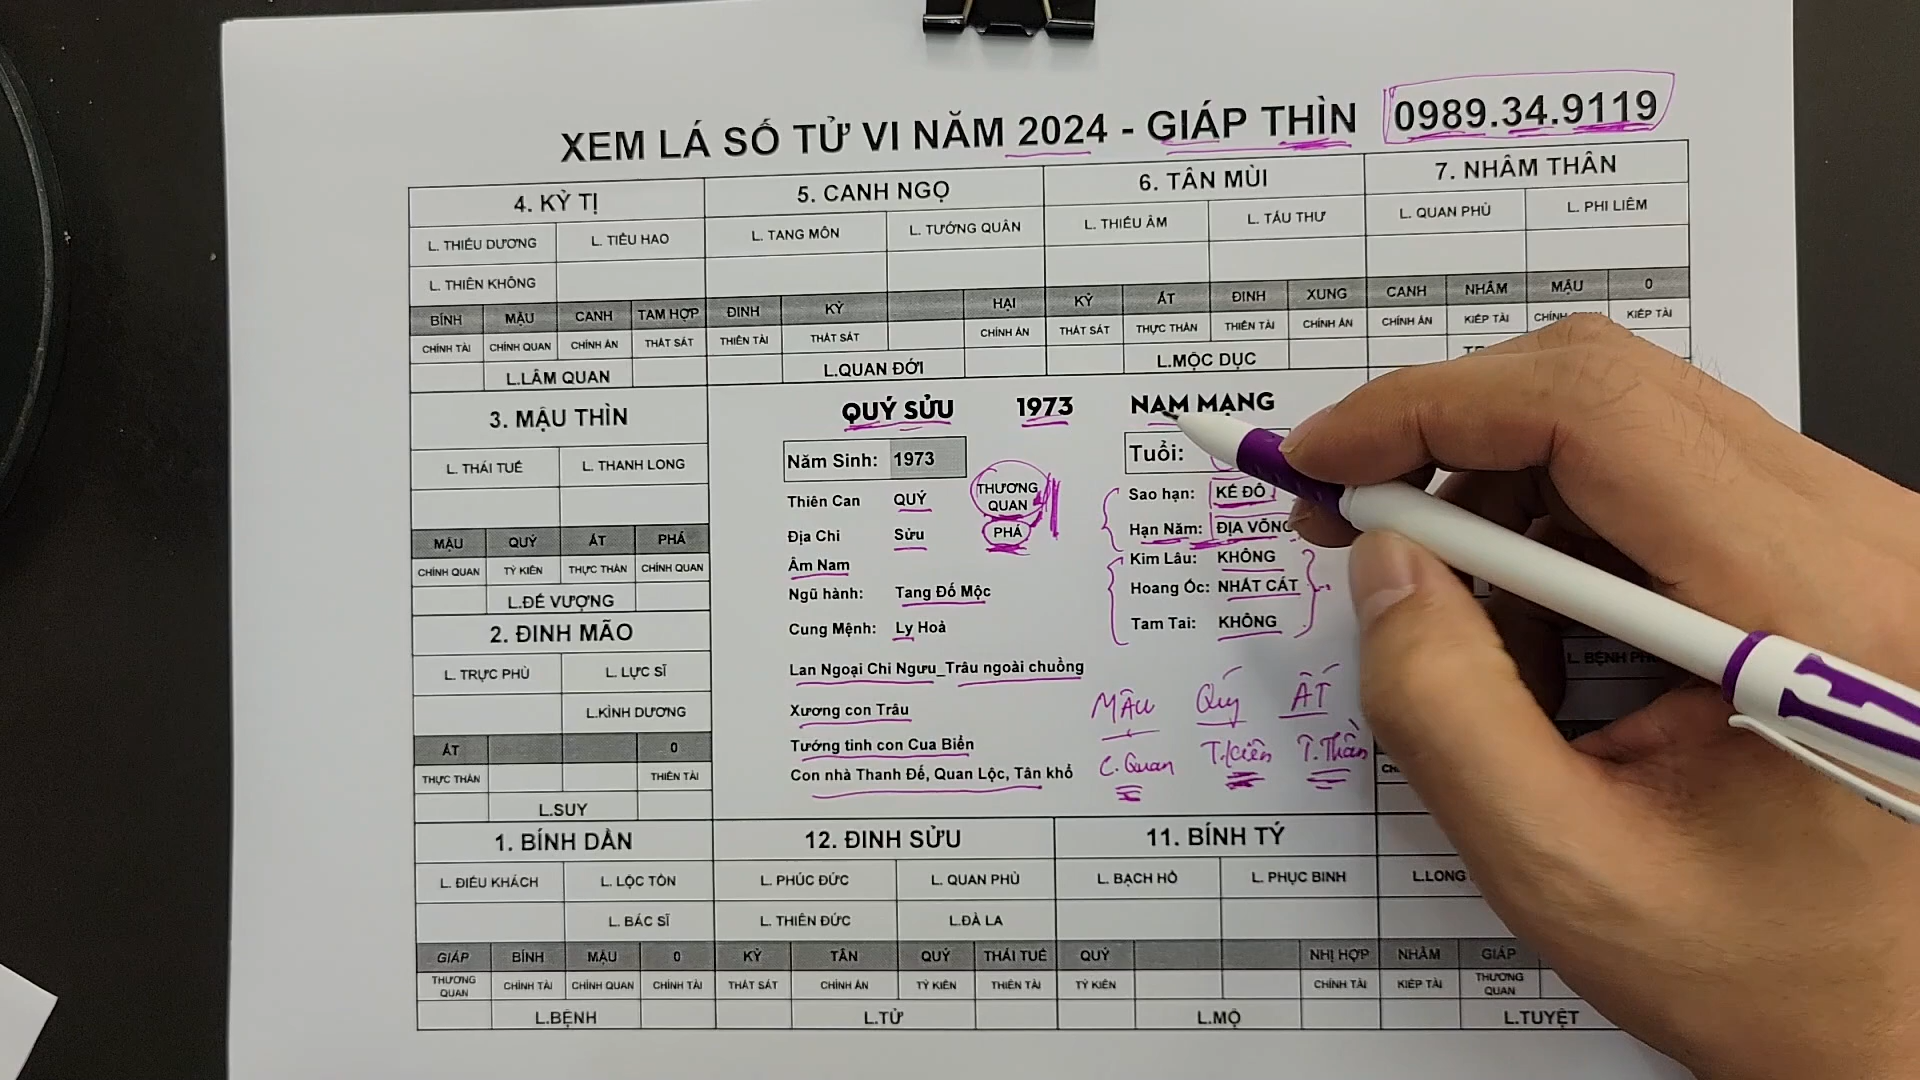 XEM LÁ SỐ TỬ VI NĂM 2024 - GIÁP THÌN 0989.34.9119
4. KỶ TỊ 5. CANH NGỌ 6. TÂN MÙI 7. NHÂM THÂN
L. THIẾU DƯƠNG L. TIỂU HAO L. TANG MÔN L. TƯỚNG QUÂN L. THIẾU ÂM L. TẤU THƯ L. QUAN PHÙ L. PHI LIÊM
L. THIÊN KHÔNG
BÍNH MẬU CANH TAM HỢP ĐINH KỶ HẠI KỶ ẤT ĐINH XUNG CANH NHÂM MẬU 0
CHÍNH TÀI CHÍNH QUAN CHÍNH ẤN THẤT SÁT THIÊN TÀI THẤT SÁT CHÍNH ẤN THẤT SÁT THỰC THẦN THIÊN TÀI CHÍNH ẤN CHÍNH ẤN KIẾP TÀI CHÍNH QUAN KIẾP TÀI
L.LÂM QUAN L.QUAN ĐỚI L.MỘC DỤC
3. MẬU THÌN QUÝ SỬU 1973 NAM MẠNG
L. THÁI TUẾ L. THANH LONG Năm Sinh: 1973 Tuổi:
Thiên Can QUÝ THƯƠNG QUAN Sao hạn: KẾ ĐÔ
MẬU QUÝ ẤT PHÁ Địa Chi Sửu PHÁ Hạn Năm: ĐỊA VÕNG
CHÍNH QUAN TỶ KIÊN THỰC THẦN CHÍNH QUAN Âm Nam Kim Lâu: KHÔNG
L.ĐẾ VƯỢNG Ngũ hành: Tang Đố Mộc Hoang Ốc: NHẤT CÁT
2. ĐINH MÃO Cung Mệnh: Ly Hoả Tam Tai: KHÔNG
L. TRỰC PHÙ L. LỰC SĨ Lan Ngoại Chi Ngưu_Trâu ngoài chuồng L. BỆNH
L.KÌNH DƯƠNG Xương con Trâu MẬU Quý ẤT
ẤT 0 Tướng tinh con Cua Biển C.Quan T.Kiên T.Thần
THỰC THẦN THIÊN TÀI Con nhà Thanh Đế, Quan Lộc, Tân khổ
L.SUY
1. BÍNH DẦN 12. ĐINH SỬU 11. BÍNH TÝ
L. ĐIẾU KHÁCH L. LỘC TỒN L. PHÚC ĐỨC L. QUAN PHỦ L. BẠCH HỔ L. PHỤC BINH L.LONG
L. BÁC SĨ L. THIÊN ĐỨC L.ĐÀ LA
GIÁP BÍNH MẬU 0 KỶ TÂN QUÝ THÁI TUẾ QUÝ NHỊ HỢP NHÂM GIÁP
THƯƠNG QUAN CHÍNH TÀI CHÍNH QUAN CHÍNH TÀI THẤT SÁT CHÍNH ẤN TỶ KIÊN THIÊN TÀI TỶ KIÊN CHÍNH TÀI KIẾP TÀI THƯƠNG QUAN
L.BỆNH L.TỬ L.MỘ L.TUYỆT